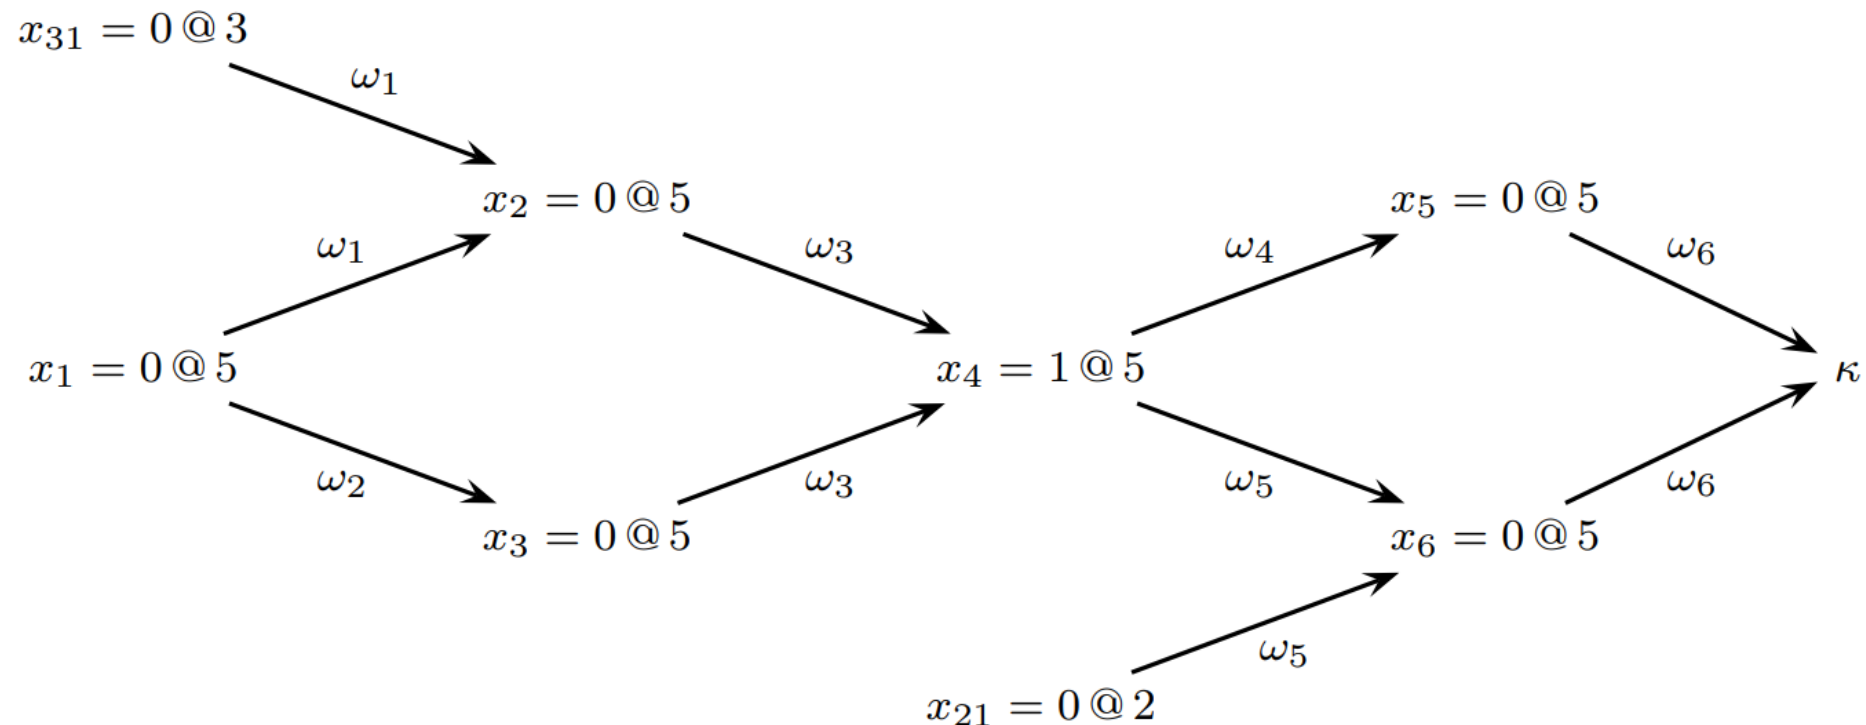 x₃₁ = 0 @ 3
ω₁
x₂ = 0 @ 5
x₅ = 0 @ 5
ω₁
ω₃
ω₄
ω₆
x₁ = 0 @ 5
x₄ = 1 @ 5
κ
ω₂
ω₃
ω₅
ω₆
x₃ = 0 @ 5
x₆ = 0 @ 5
ω₅
x₂₁ = 0 @ 2